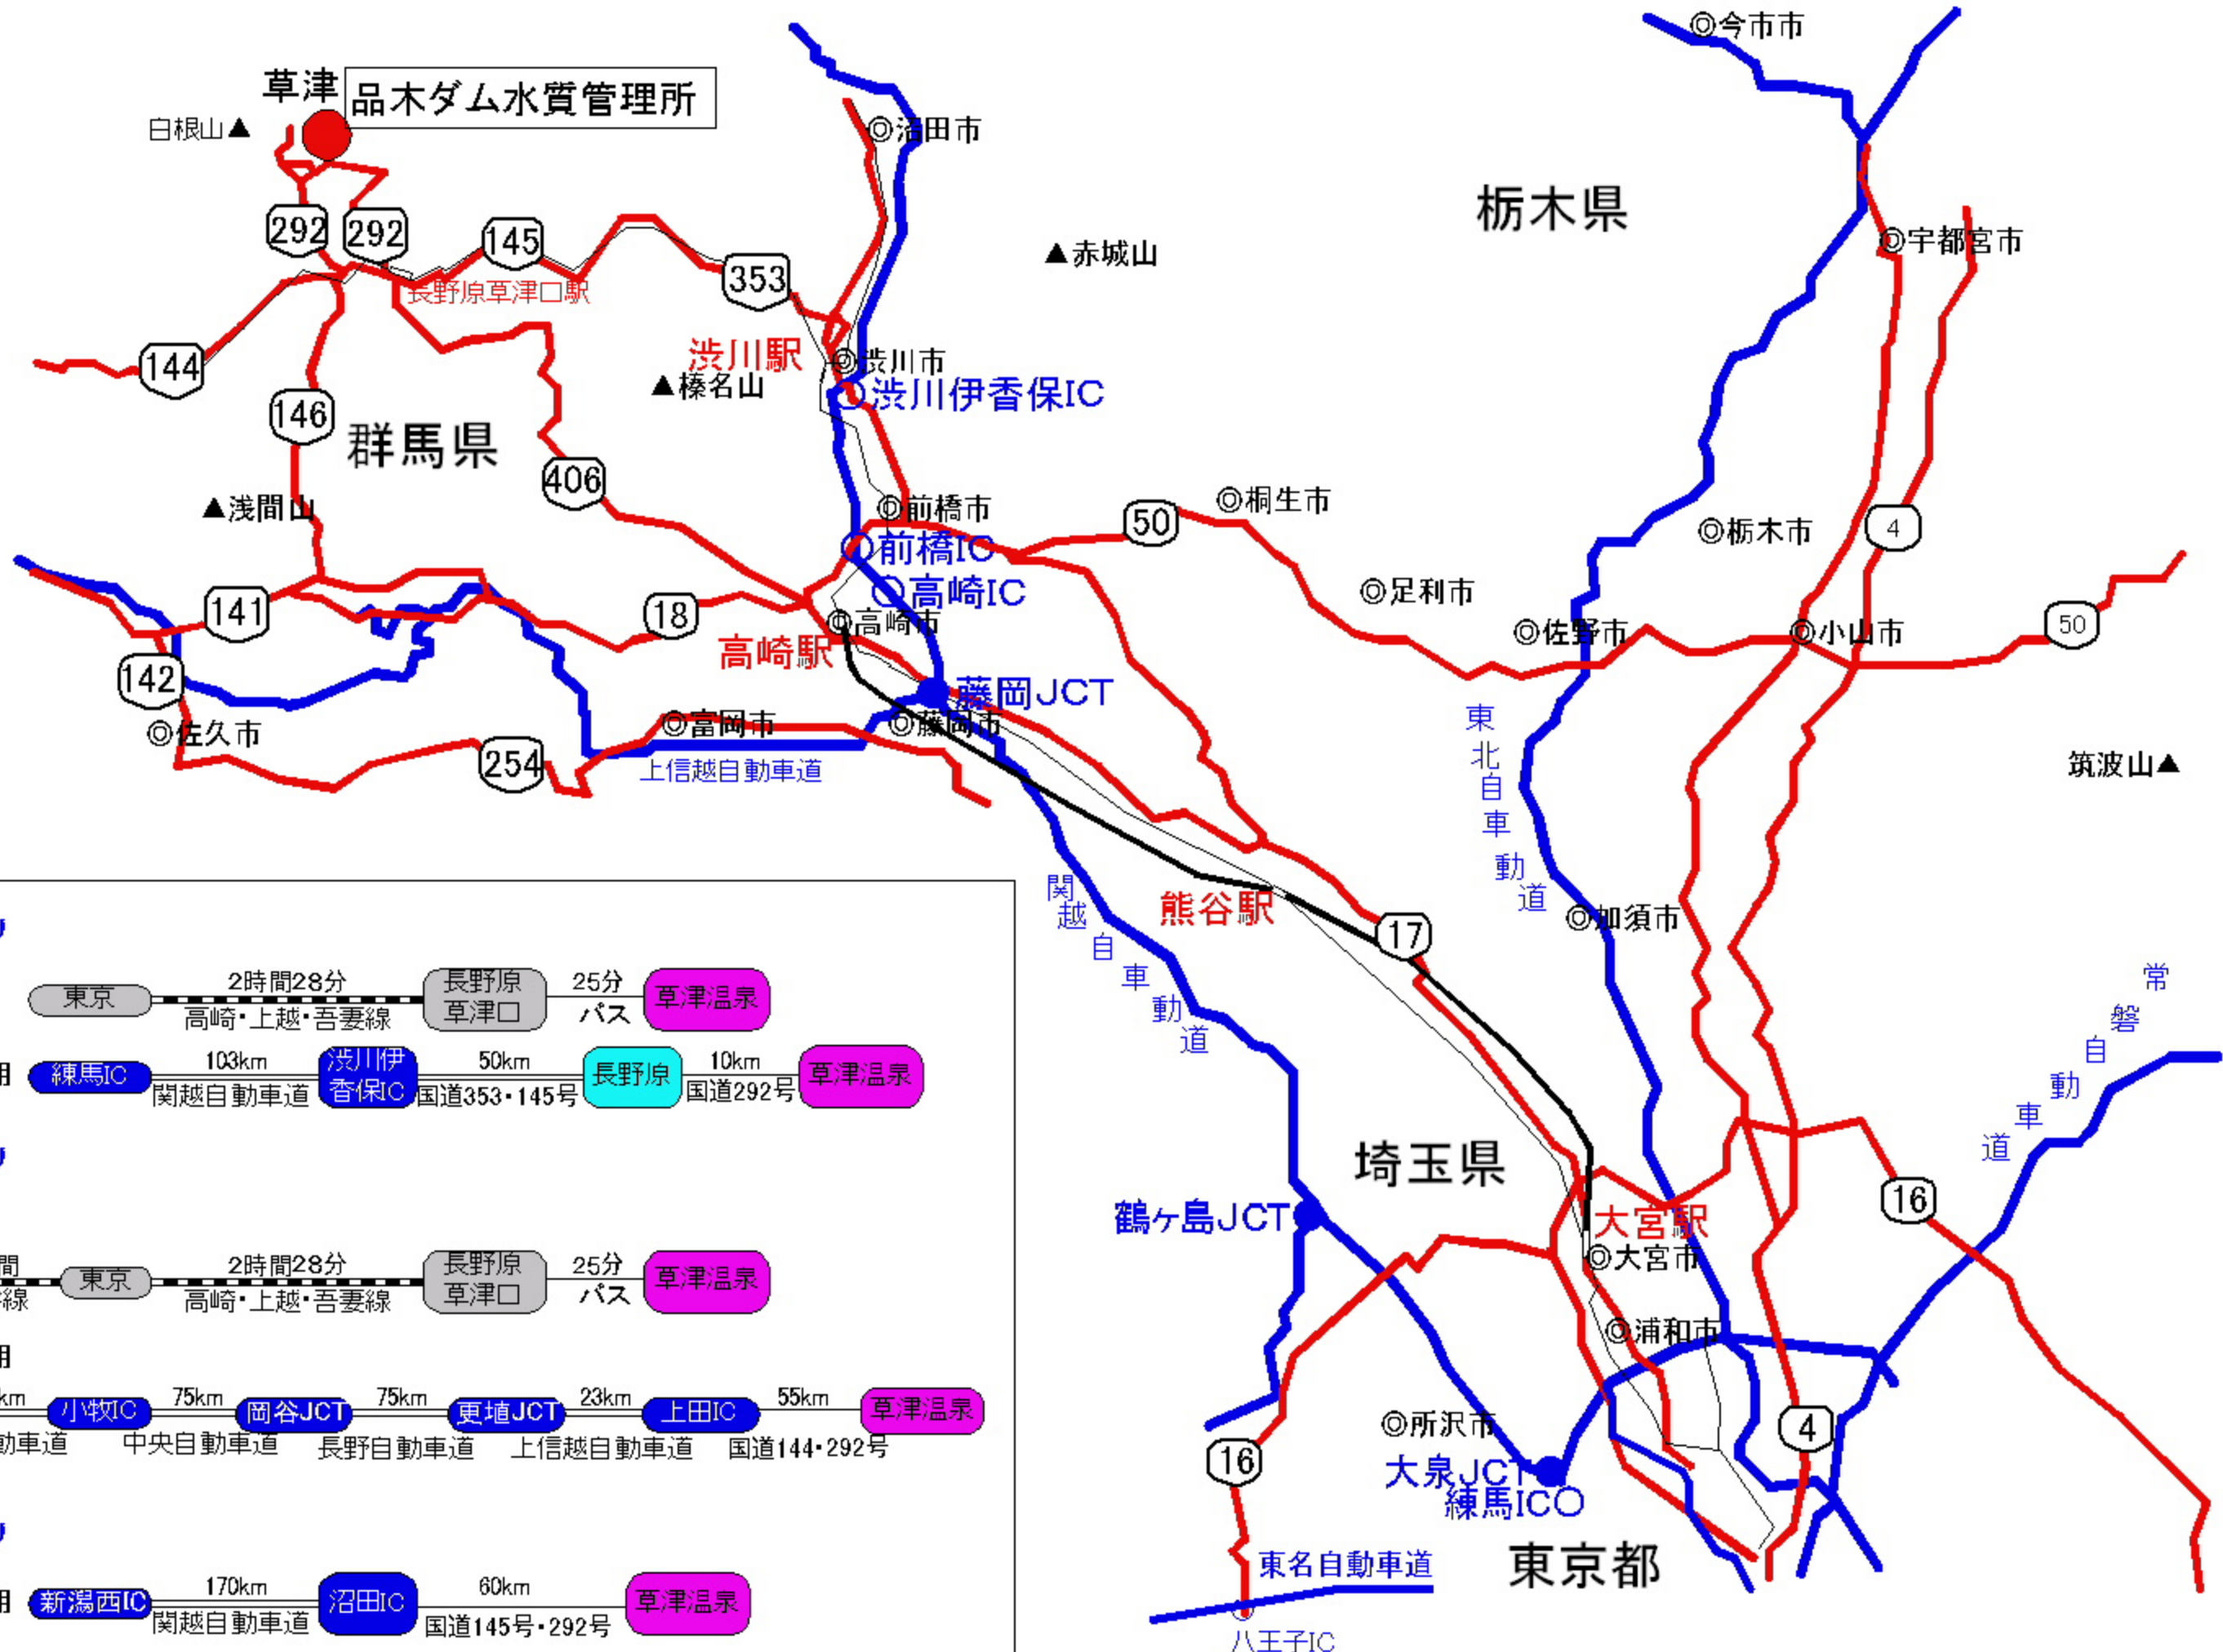 今市市
草津
品木ダム水質管理所
白根山▲
◎沼田市
栃木県
292
292
145
353
▲赤城山
◎宇都宮市
長野原草津口駅
144
渋川駅
◎渋川市
▲榛名山
渋川伊香保IC
146
群馬県
406
▲浅間山
◎前橋市
50
◎桐生市
◎栃木市
4
前橋IC
高崎IC
◎足利市
141
18
◎高崎市
◎佐野市
◎小山市
50
高崎駅
142
藤岡JCT
◎佐久市
◎富岡市
◎藤岡市
254
上信越自動車道
東北自車動道
筑波山▲
関越自車動道
熊谷駅
◎加須市
17
常磐自動車道
東京
2時間28分
高崎・上越・吾妻線
長野原
草津口
25分
バス
草津温泉
用
練馬IC
103km
関越自動車道
渋川伊
香保IC
50km
国道353・145号
長野原
10km
国道292号
草津温泉
埼玉県
鶴ヶ島JCT
大宮駅
16
◎大宮市
間
線
東京
2時間28分
高崎・上越・吾妻線
長野原
草津口
25分
バス
草津温泉
◎浦和市
用
km
動車道
小牧IC
75km
中央自動車道
岡谷JCT
75km
長野自動車道
更埴JCT
23km
上信越自動車道
上田IC
55km
国道144・292号
草津温泉
◎所沢市
16
4
大泉JCT
練馬IC○
東京都
東名自動車道
八王子IC
用
新潟西IC
170km
関越自動車道
沼田IC
60km
国道145号・292号
草津温泉